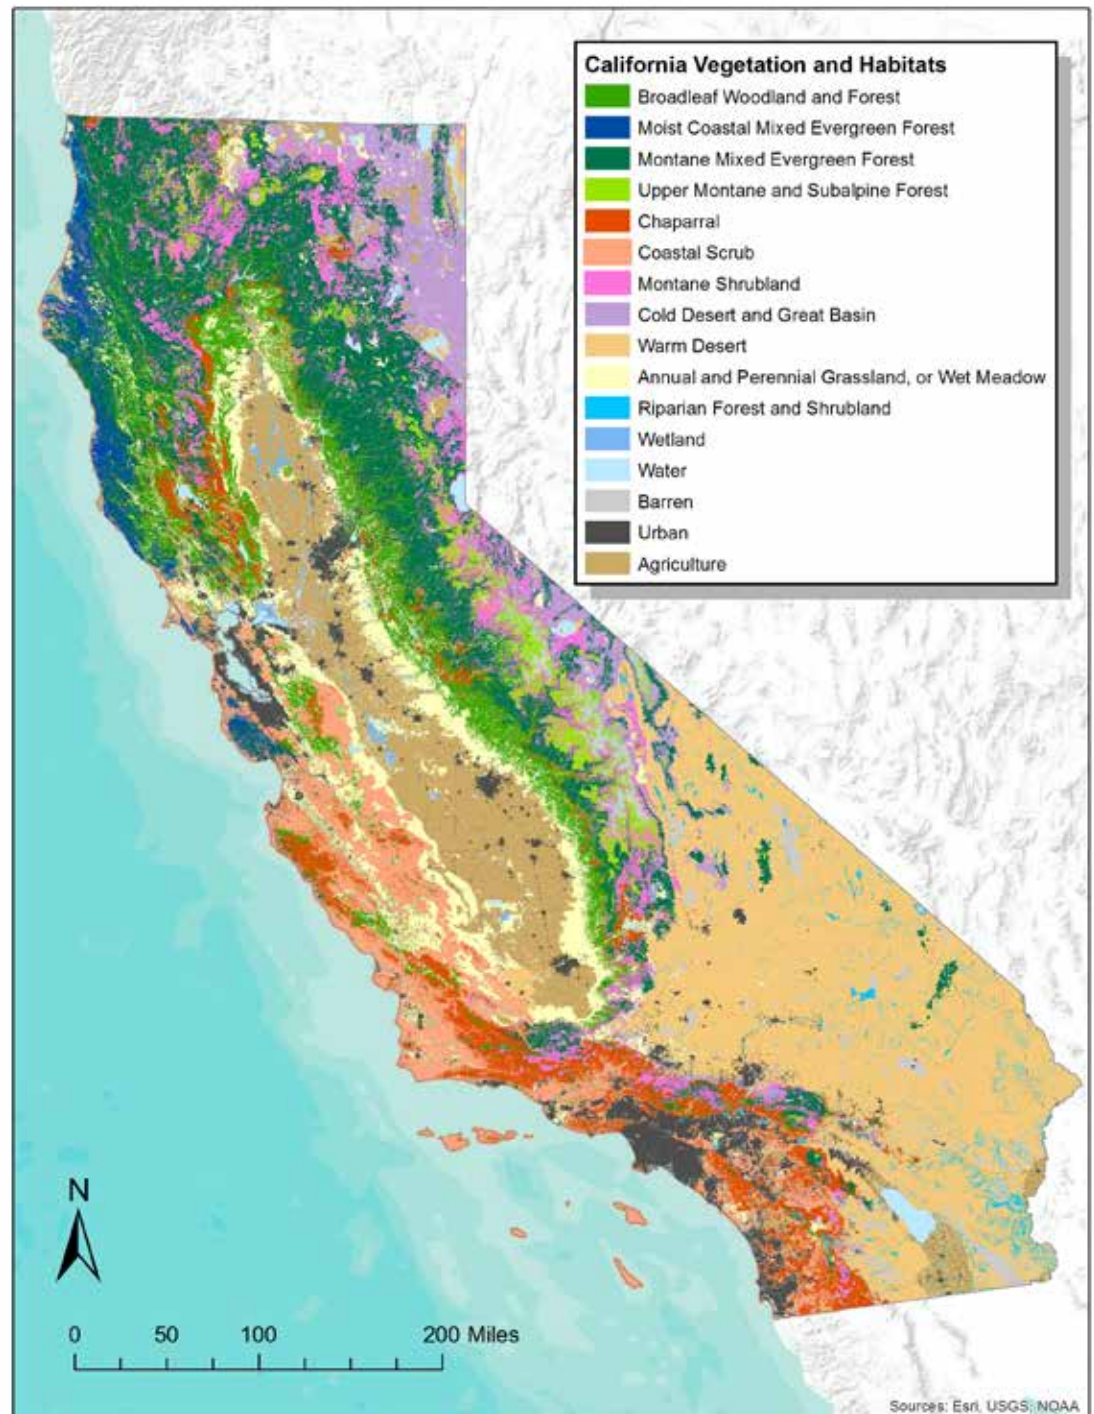 California Vegetation and Habitats
Broadleaf Woodland and Forest
Moist Coastal Mixed Evergreen Forest
Montane Mixed Evergreen Forest
Upper Montane and Subalpine Forest
Chaparral
Coastal Scrub
Montane Shrubland
Cold Desert and Great Basin
Warm Desert
Annual and Perennial Grassland, or Wet Meadow
Riparian Forest and Shrubland
Wetland
Water
Barren
Urban
Agriculture
N
0 50 100 200 Miles
Sources: Esri, USGS, NOAA